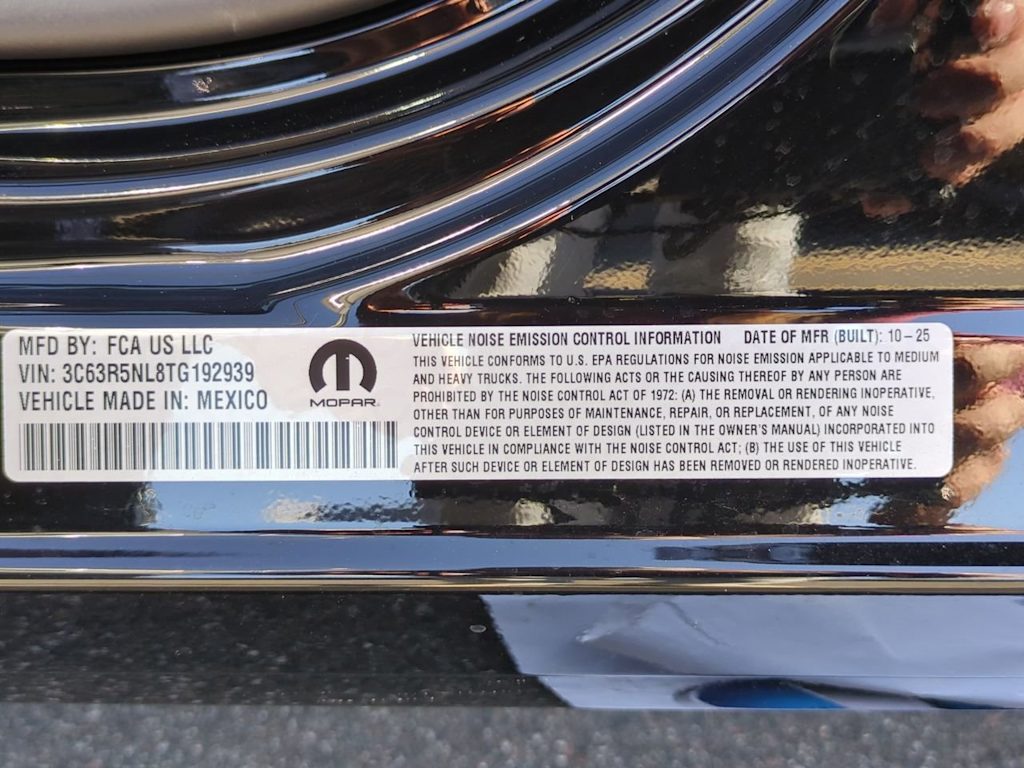 MFD BY: FCA US LLC
VIN: 3C63R5NL8TG192939
VEHICLE MADE IN: MEXICO
MOPAR
VEHICLE NOISE EMISSION CONTROL INFORMATION DATE OF MFR (BUILT): 10-25
THIS VEHICLE CONFORMS TO U.S. EPA REGULATIONS FOR NOISE EMISSION APPLICABLE TO MEDIUM
AND HEAVY TRUCKS. THE FOLLOWING ACTS OR THE CAUSING THEREOF BY ANY PERSON ARE
PROHIBITED BY THE NOISE CONTROL ACT OF 1972: (A) THE REMOVAL OR RENDERING INOPERATIVE,
OTHER THAN FOR PURPOSES OF MAINTENANCE, REPAIR, OR REPLACEMENT, OF ANY NOISE
CONTROL DEVICE OR ELEMENT OF DESIGN (LISTED IN THE OWNER'S MANUAL) INCORPORATED INTO
THIS VEHICLE IN COMPLIANCE WITH THE NOISE CONTROL ACT; (B) THE USE OF THIS VEHICLE
AFTER SUCH DEVICE OR ELEMENT OF DESIGN HAS BEEN REMOVED OR RENDERED INOPERATIVE.